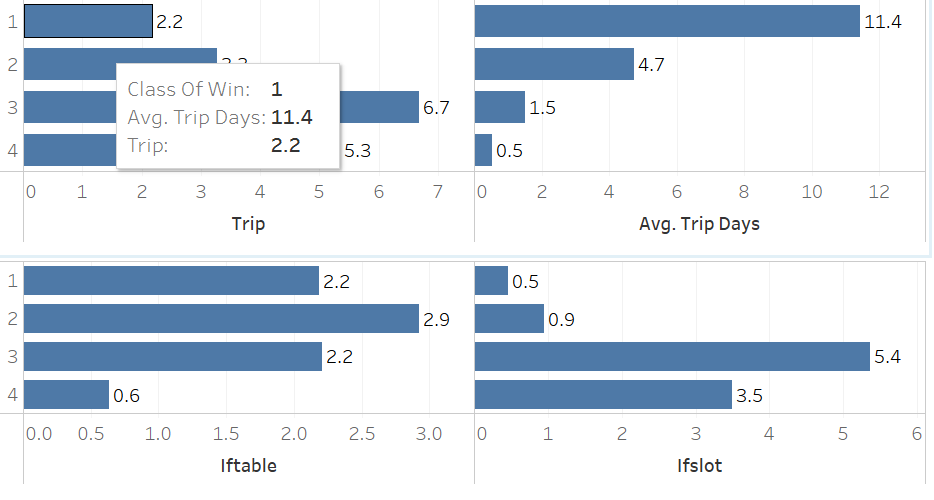 1 2.2 11.4
2 4.7
3 6.7 1.5
4 5.3 0.5
Class Of Win: 1
Avg. Trip Days: 11.4
Trip: 2.2
0 1 2 3 4 5 6 7 0 2 4 6 8 10 12
Trip Avg. Trip Days
1 2.2 0.5
2 2.9 0.9
3 2.2 5.4
4 0.6 3.5
0.0 0.5 1.0 1.5 2.0 2.5 3.0 0 1 2 3 4 5 6
Iftable Ifslot